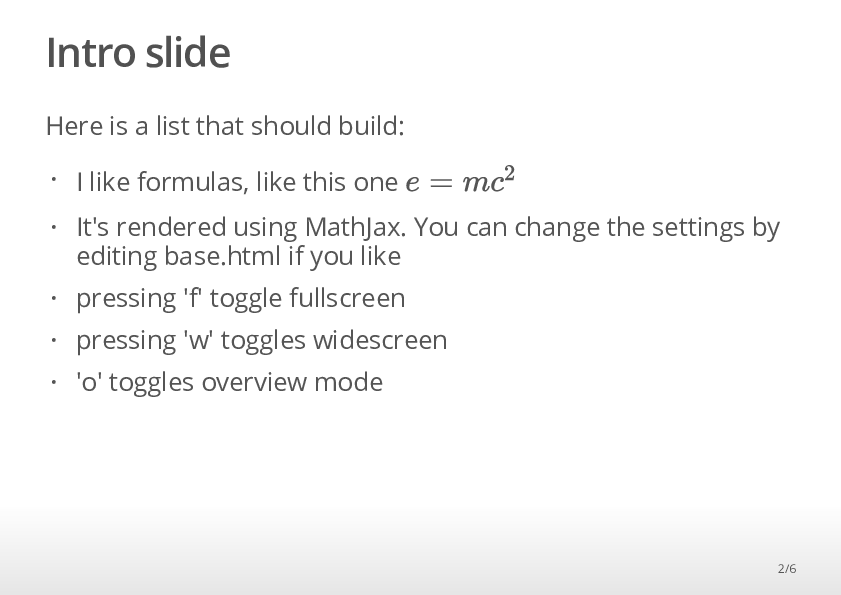 Intro slide
Here is a list that should build:
· I like formulas, like this one e = mc²
· It's rendered using MathJax. You can change the settings by
editing base.html if you like
· pressing 'f' toggle fullscreen
· pressing 'w' toggles widescreen
· 'o' toggles overview mode
2/6